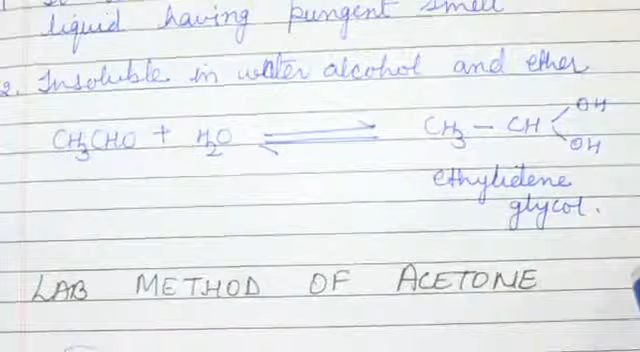 liquid having pungent smell
2. Insoluble in water alcohol and ether
CH3CHO + H2O ⇌ CH3 – CH < OH OH
ethylidene
glycol.
LAB METHOD OF ACETONE